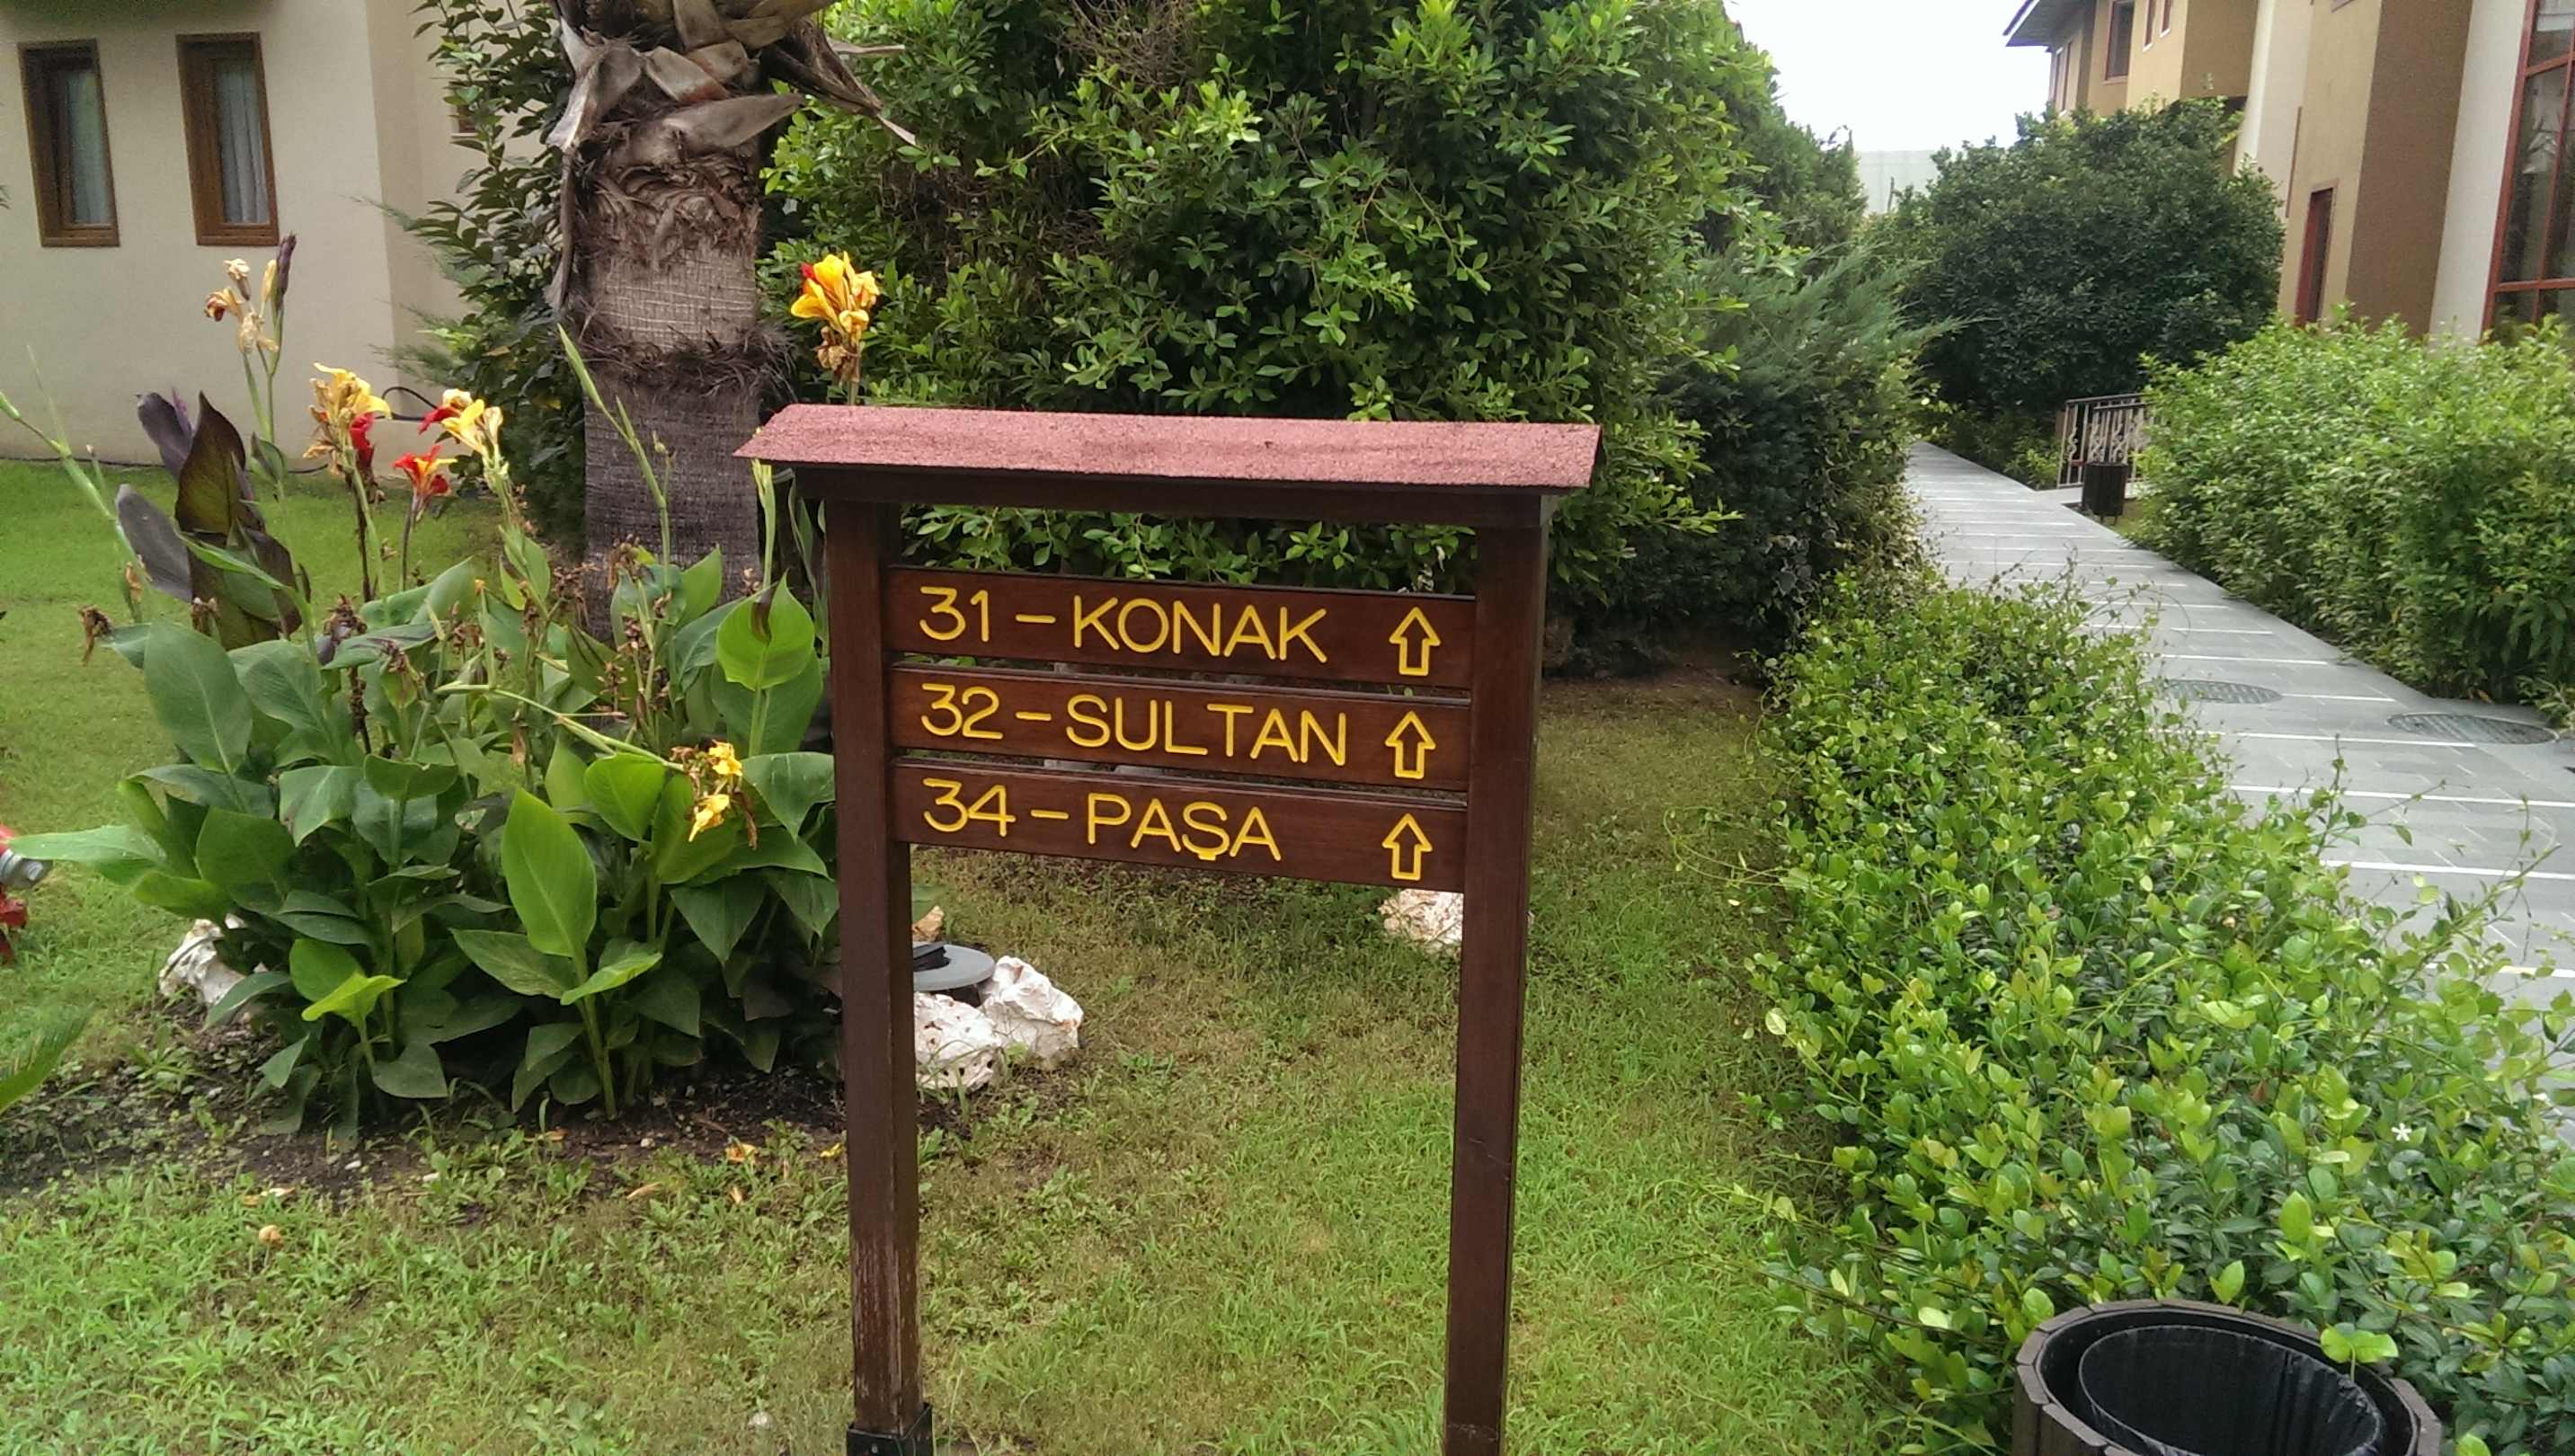 31 - KONAK ⇧
32 - SULTAN ⇧
34 - PAŞA ⇧